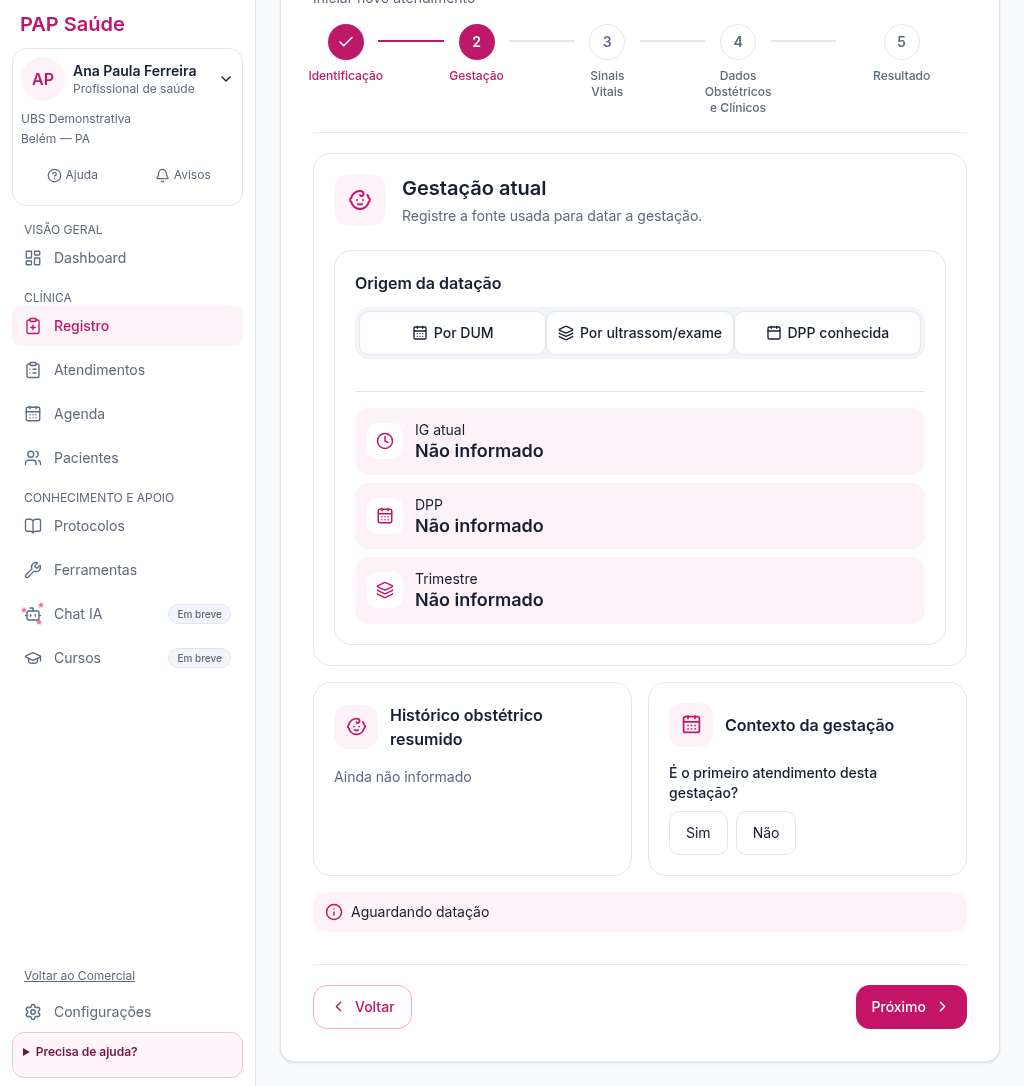 PAP Saúde
AP
Ana Paula Ferreira
Profissional de saúde
UBS Demonstrativa
Belém — PA
Ajuda
Avisos
VISÃO GERAL
Dashboard
CLÍNICA
Registro
Atendimentos
Agenda
Pacientes
CONHECIMENTO E APOIO
Protocolos
Ferramentas
Chat IA
Em breve
Cursos
Em breve
Voltar ao Comercial
Configurações
Precisa de ajuda?
Iniciar novo atendimento
Identificação
2
Gestação
3
Sinais
Vitais
4
Dados
Obstétricos
e Clínicos
5
Resultado
Gestação atual
Registre a fonte usada para datar a gestação.
Origem da datação
Por DUM
Por ultrassom/exame
DPP conhecida
IG atual
Não informado
DPP
Não informado
Trimestre
Não informado
Histórico obstétrico
resumido
Ainda não informado
Contexto da gestação
É o primeiro atendimento desta
gestação?
Sim
Não
Aguardando datação
Voltar
Próximo